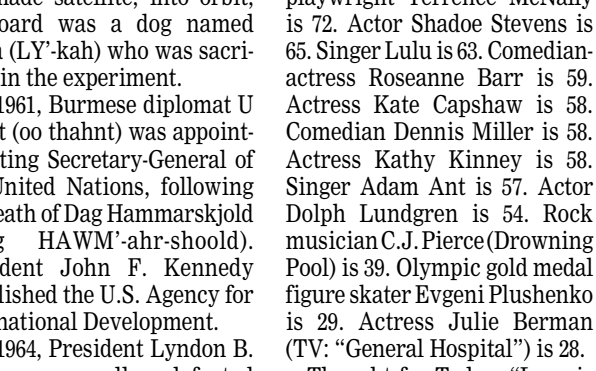 made satellite, into orbit,
board was a dog named
(LY'-kah) who was sacri-
in the experiment.
1961, Burmese diplomat U
(oo thahnt) was appoint-
ting Secretary-General of
United Nations, following
eath of Dag Hammarskjold
HAWM'-ahr-shoold).
dent John F. Kennedy
lished the U.S. Agency for
national Development.
1964, President Lyndon B.
playwright Terrence McNally
is 72. Actor Shadoe Stevens is
65. Singer Lulu is 63. Comedian-
actress Roseanne Barr is 59.
Actress Kate Capshaw is 58.
Comedian Dennis Miller is 58.
Actress Kathy Kinney is 58.
Singer Adam Ant is 57. Actor
Dolph Lundgren is 54. Rock
musician C.J. Pierce (Drowning
Pool) is 39. Olympic gold medal
figure skater Evgeni Plushenko
is 29. Actress Julie Berman
(TV: “General Hospital”) is 28.